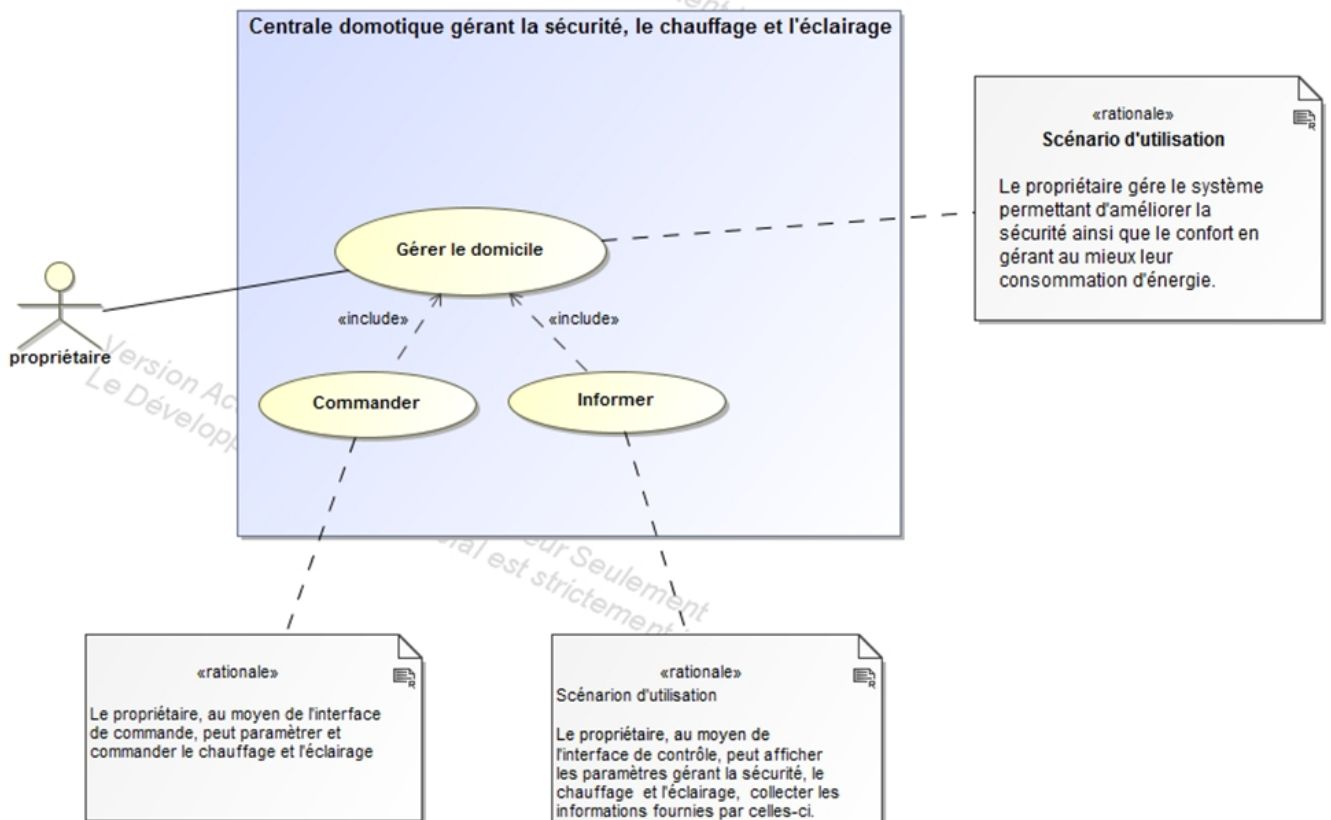 Centrale domotique gérant la sécurité, le chauffage et l'éclairage
«rationale»
Scénario d'utilisation
Le propriétaire gére le système
permettant d'améliorer la
sécurité ainsi que le confort en
gérant au mieux leur
consommation d'énergie.
Gérer le domicile
propriétaire
«include»
«include»
Commander
Informer
Version
Le
Seulement
est strictement
«rationale»
Le propriétaire, au moyen de l'interface
de commande, peut paramètrer et
commander le chauffage et l'éclairage
«rationale»
Scénarion d'utilisation
Le propriétaire, au moyen de
l'interface de contrôle, peut afficher
les paramètres gérant la sécurité, le
chauffage et l'éclairage, collecter les
informations fournies par celles-ci.